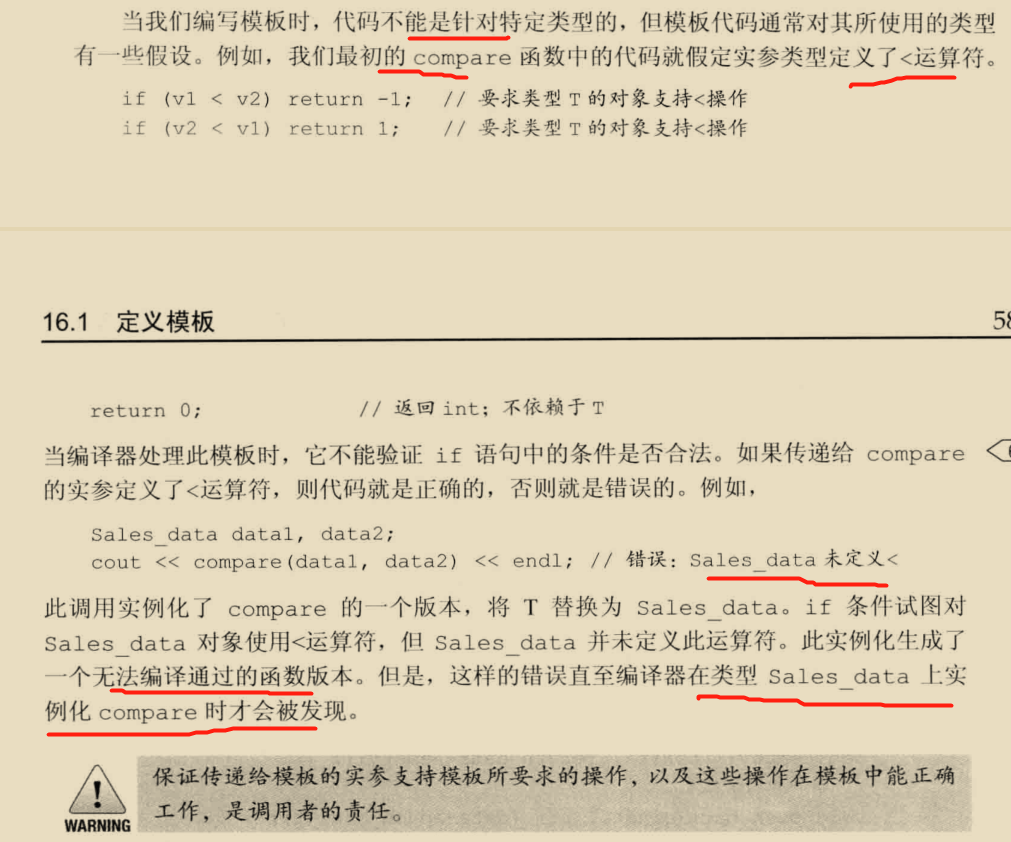 当我们编写模板时，代码不能是针对特定类型的，但模板代码通常对其所使用的类型
有一些假设。例如，我们最初的 compare 函数中的代码就假定实参类型定义了<运算符。
if (v1 < v2) return -1; // 要求类型 T 的对象支持<操作
if (v2 < v1) return 1; // 要求类型 T 的对象支持<操作
16.1 定义模板
return 0; // 返回 int；不依赖于 T
当编译器处理此模板时，它不能验证 if 语句中的条件是否合法。如果传递给 compare
的实参定义了<运算符，则代码就是正确的，否则就是错误的。例如，
Sales_data data1, data2;
cout << compare(data1, data2) << endl; // 错误：Sales_data 未定义<
此调用实例化了 compare 的一个版本，将 T 替换为 Sales_data。if 条件试图对
Sales_data 对象使用<运算符，但 Sales_data 并未定义此运算符。此实例化生成了
一个无法编译通过的函数版本。但是，这样的错误直至编译器在类型 Sales_data 上实
例化 compare 时才会被发现。
WARNING
保证传递给模板的实参支持模板所要求的操作，以及这些操作在模板中能正确
工作，是调用者的责任。